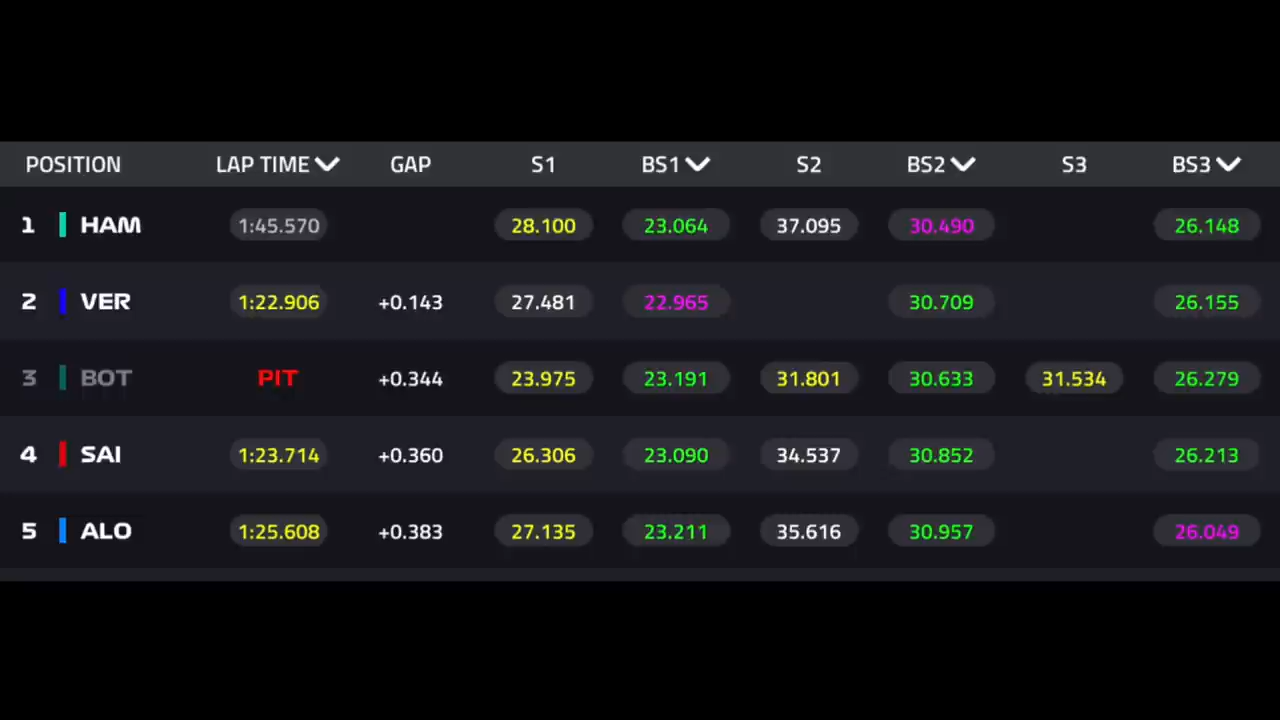 POSITION LAP TIME GAP S1 BS1 S2 BS2 S3 BS3
1 HAM 1:45.570 28.100 23.064 37.095 30.490 26.148
2 VER 1:22.906 +0.143 27.481 22.965 30.709 26.155
3 BOT PIT +0.344 23.975 23.191 31.801 30.633 31.534 26.279
4 SAI 1:23.714 +0.360 26.306 23.090 34.537 30.852 26.213
5 ALO 1:25.608 +0.383 27.135 23.211 35.616 30.957 26.049